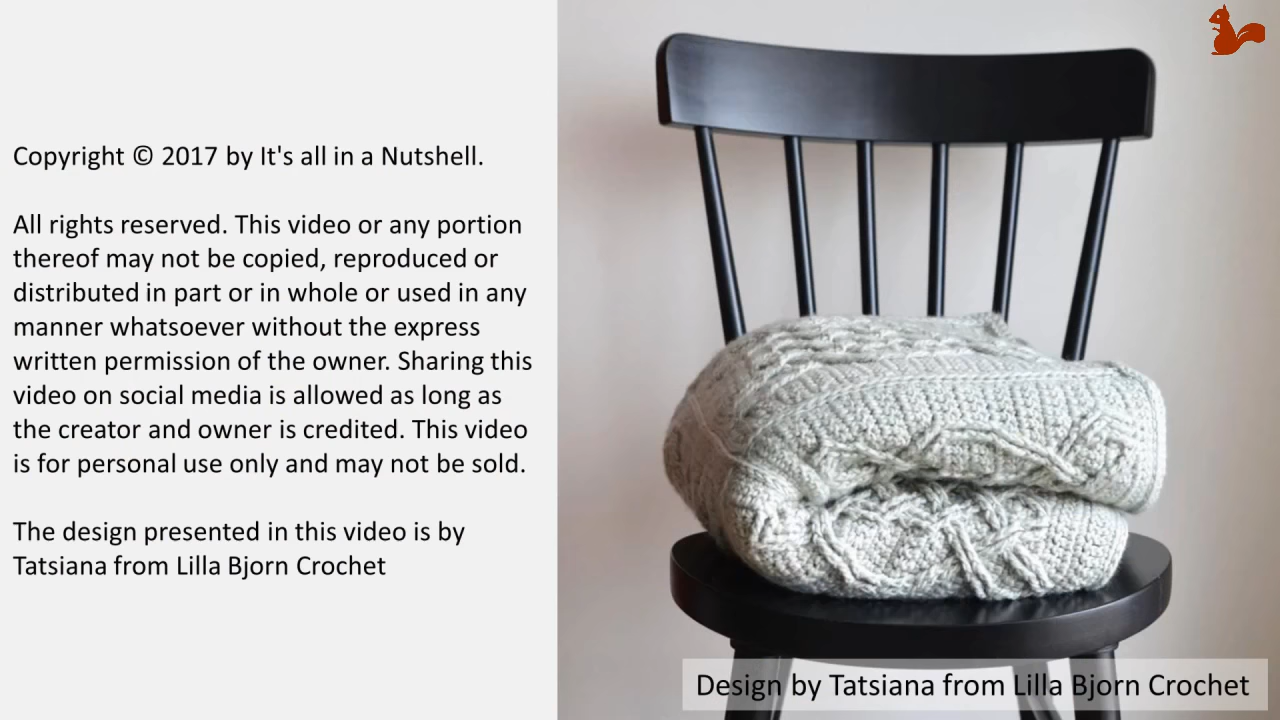 Copyright © 2017 by It's all in a Nutshell.
All rights reserved. This video or any portion
thereof may not be copied, reproduced or
distributed in part or in whole or used in any
manner whatsoever without the express
written permission of the owner. Sharing this
video on social media is allowed as long as
the creator and owner is credited. This video
is for personal use only and may not be sold.
The design presented in this video is by
Tatsiana from Lilla Bjorn Crochet
Design by Tatsiana from Lilla Bjorn Crochet